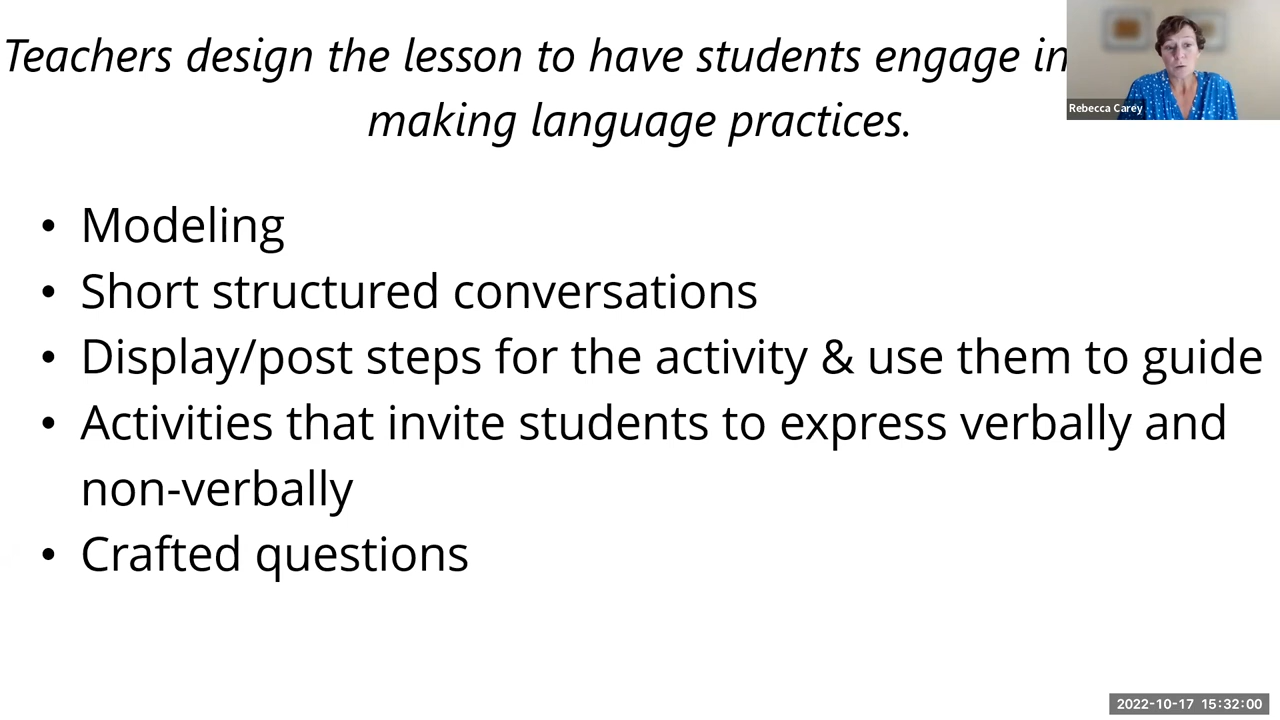 Teachers design the lesson to have students engage in
making language practices.
Rebecca Carey
• Modeling
• Short structured conversations
• Display/post steps for the activity & use them to guide
• Activities that invite students to express verbally and
non-verbally
• Crafted questions
2022-10-17 15:32:00